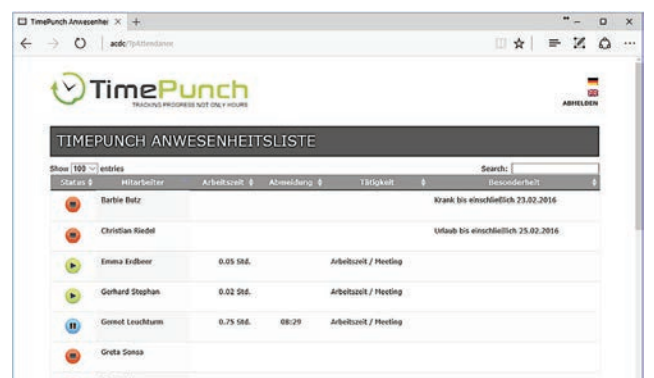 TimePunch Anwesenhei
acdc/TpAttendance
TimePunch
TRACKING PROGRESS NOT ONLY HOURS
ABMELDEN
TIMEPUNCH ANWESENHEITSLISTE
Show 100 entries Search:
Status Mitarbeiter Arbeitszeit Abmeldung Tätigkeit Besonderheit
Barbie Butz Krank bis einschließlich 23.02.2016
Christian Riedel Urlaub bis einschließlich 25.02.2016
Emma Erdbeer 0.05 Std. Arbeitszeit / Meeting
Gerhard Stephan 0.02 Std. Arbeitszeit / Meeting
Gernot Leuchtturm 0.75 Std. 08:29 Arbeitszeit / Meeting
Greta Sonsa